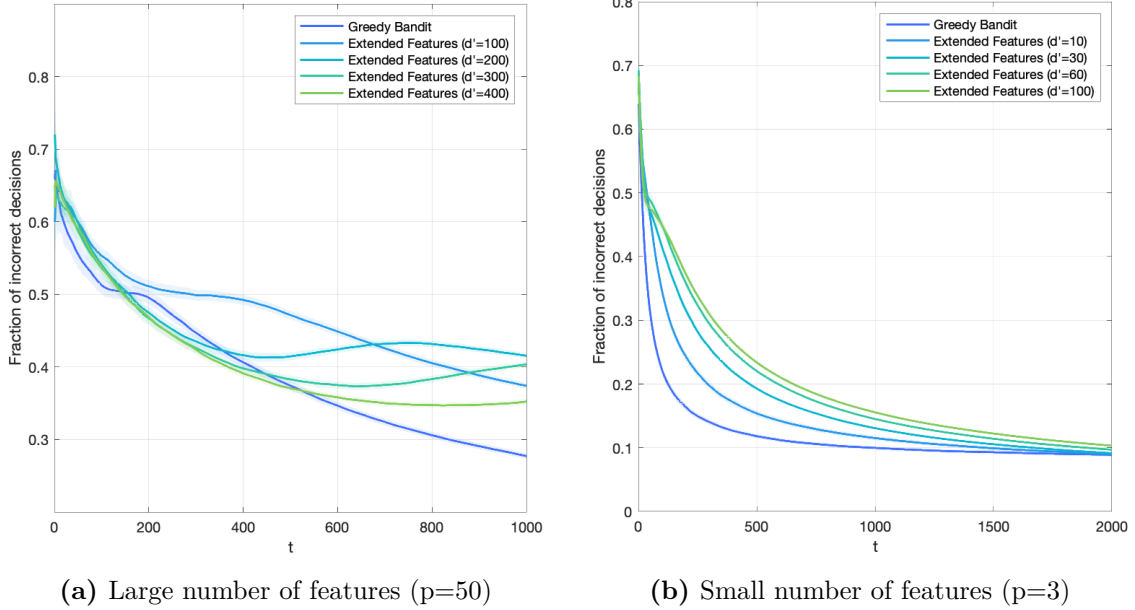 Greedy Bandit
Extended Features (d'=100)
Extended Features (d'=200)
Extended Features (d'=300)
Extended Features (d'=400)
0.8
0.7
0.6
0.5
0.4
0.3
Fraction of incorrect decisions
0 200 400 600 800 1000
t
(a) Large number of features (p=50)
Greedy Bandit
Extended Features (d'=10)
Extended Features (d'=30)
Extended Features (d'=60)
Extended Features (d'=100)
0.8
0.7
0.6
0.5
0.4
0.3
0.2
0.1
0
Fraction of incorrect decisions
0 500 1000 1500 2000
t
(b) Small number of features (p=3)